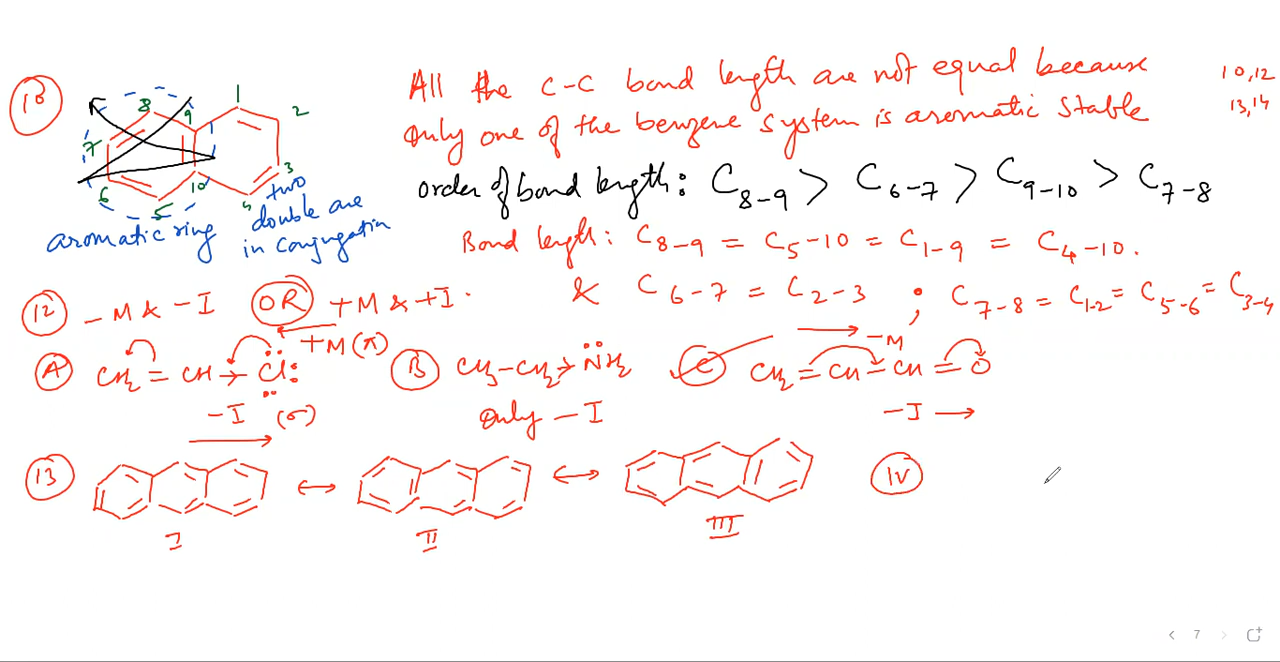 10
All the C-C bond length are not equal because
only one of the benzene system is aromatic stable
10,12
13,14
1
2
3
4
5
6
7
8
9
10
aromatic ring
two
double are
in conjugatin
order of bond length: C8-9 > C6-7 > C9-10 > C7-8
Bond length: C8-9 = C5-10 = C1-9 = C4-10.
& C6-7 = C2-3 ; C7-8 = C1-2 = C5-6 = C3-4
12 -M & -I OR +M & +I.
A CH2=CH→Cl: +M(π)
-I (σ)
B CH3-CH2→NH2
only -I
C CH2=CH-CH=O
-M
-I →
13
I
II
III
IV
7